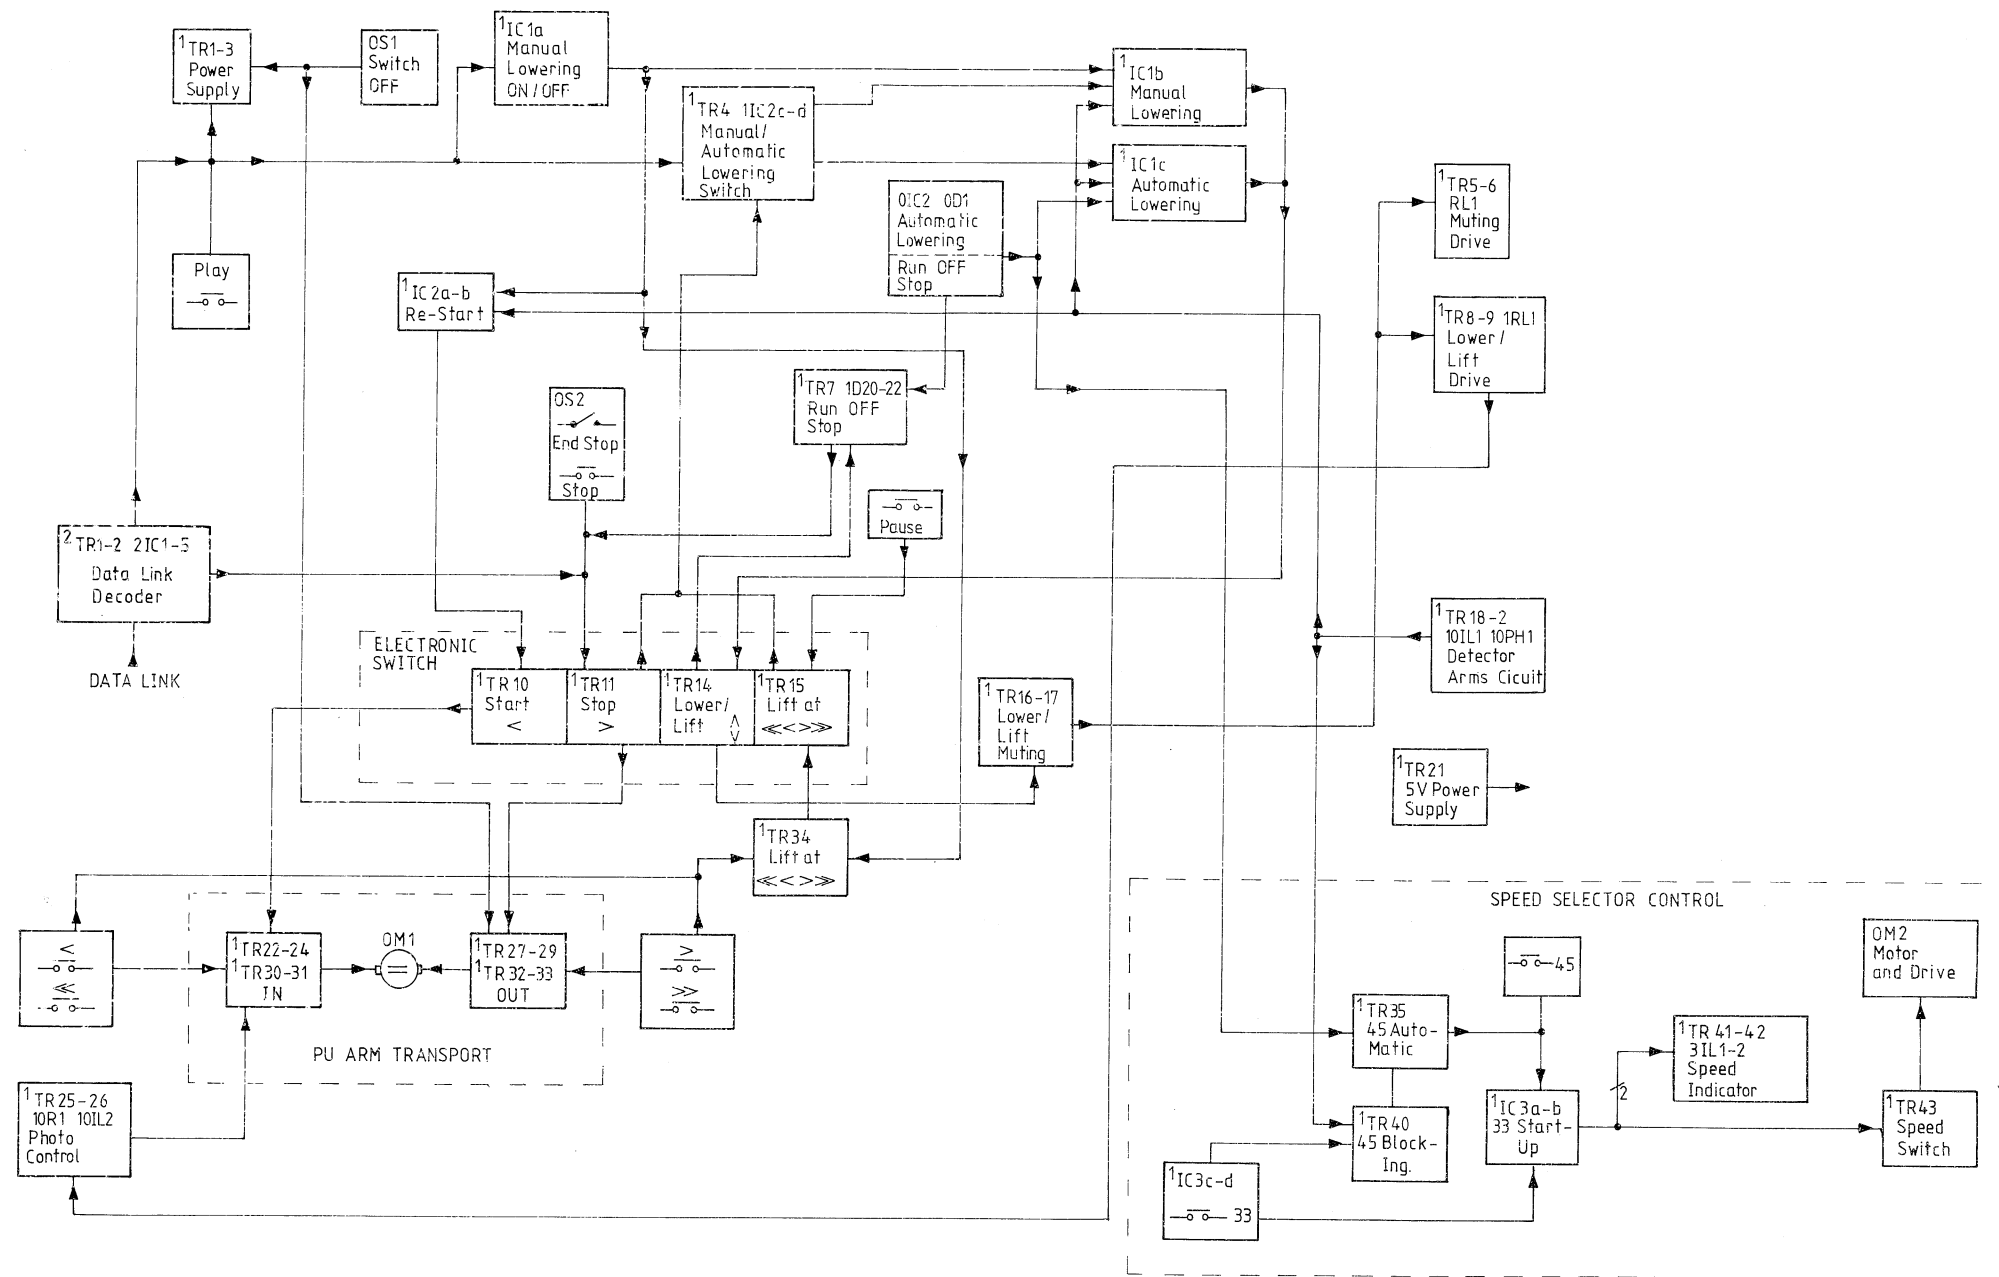 1TR1-3
Power
Supply
OS1
Switch
OFF
1IC1a
Manual
Lowering
ON/OFF
1TR4 1IC2c-d
Manual/
Automatic
Lowering
Switch
1IC1b
Manual
Lowering
1IC1c
Automatic
Loweriny
OIC2 OD1
Automatic
Lowering
Run OFF
Stop
1TR5-6
RL1
Muting
Drive
Play
1IC2a-b
Re-Start
1TR8-9 1RL1
Lower/
Lift
Drive
1TR7 1D20-22
Run OFF
Stop
OS2
End Stop
Stop
Pause
2TR1-2 2IC1-5
Data Link
Decoder
DATA LINK
ELECTRONIC
SWITCH
1TR10
Start
<
1TR11
Stop
>
1TR14
Lower/
Lift
1TR15
Lift at
≪<>≫
1TR16-17
Lower/
Lift
Muting
1TR18-2
10IL1 10PH1
Detector
Arms Cicuit
1TR21
5V Power
Supply
1TR34
Lift at
≪<>≫
<
≪
1TR22-24
1TR30-31
IN
OM1
1TR27-29
1TR32-33
OUT
>
≫
PU ARM TRANSPORT
1TR25-26
10R1 10IL2
Photo
Control
SPEED SELECTOR CONTROL
45
OM2
Motor
and Drive
1TR35
45 Auto-
Matic
1TR41-42
3IL1-2
Speed
Indicator
2
1TR40
45 Block-
Ing.
1IC3a-b
33 Start-
Up
1TR43
Speed
Switch
1IC3c-d
33